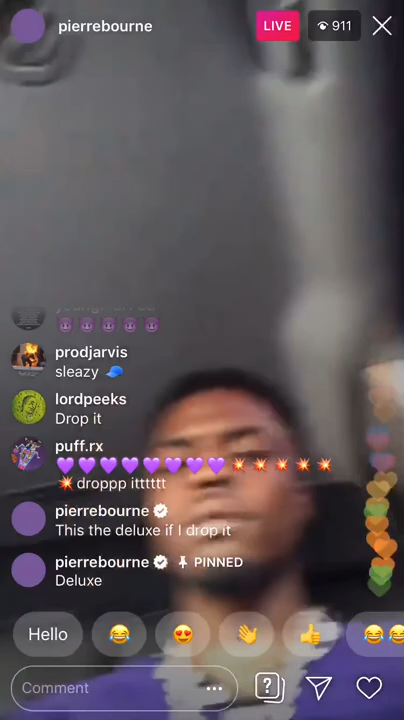 pierrebourne
LIVE
911
prodjarvis
sleazy 🧢
lordpeeks
Drop it
puff.rx
💜💜💜💜💜💜💜💜💥💥💥💥💥
💥droppp itttttt
pierrebourne
This the deluxe if I drop it
pierrebourne PINNED
Deluxe
Hello
Comment